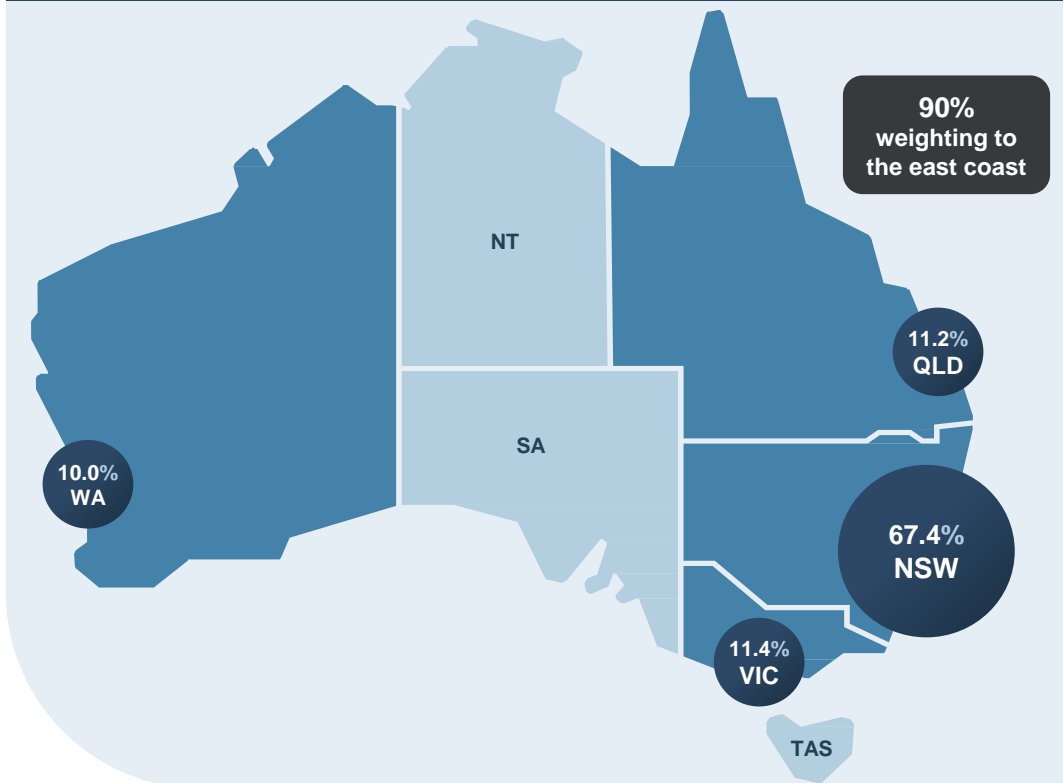 90%
weighting to
the east coast
NT
11.2%
QLD
SA
10.0%
WA
67.4%
NSW
11.4%
VIC
TAS